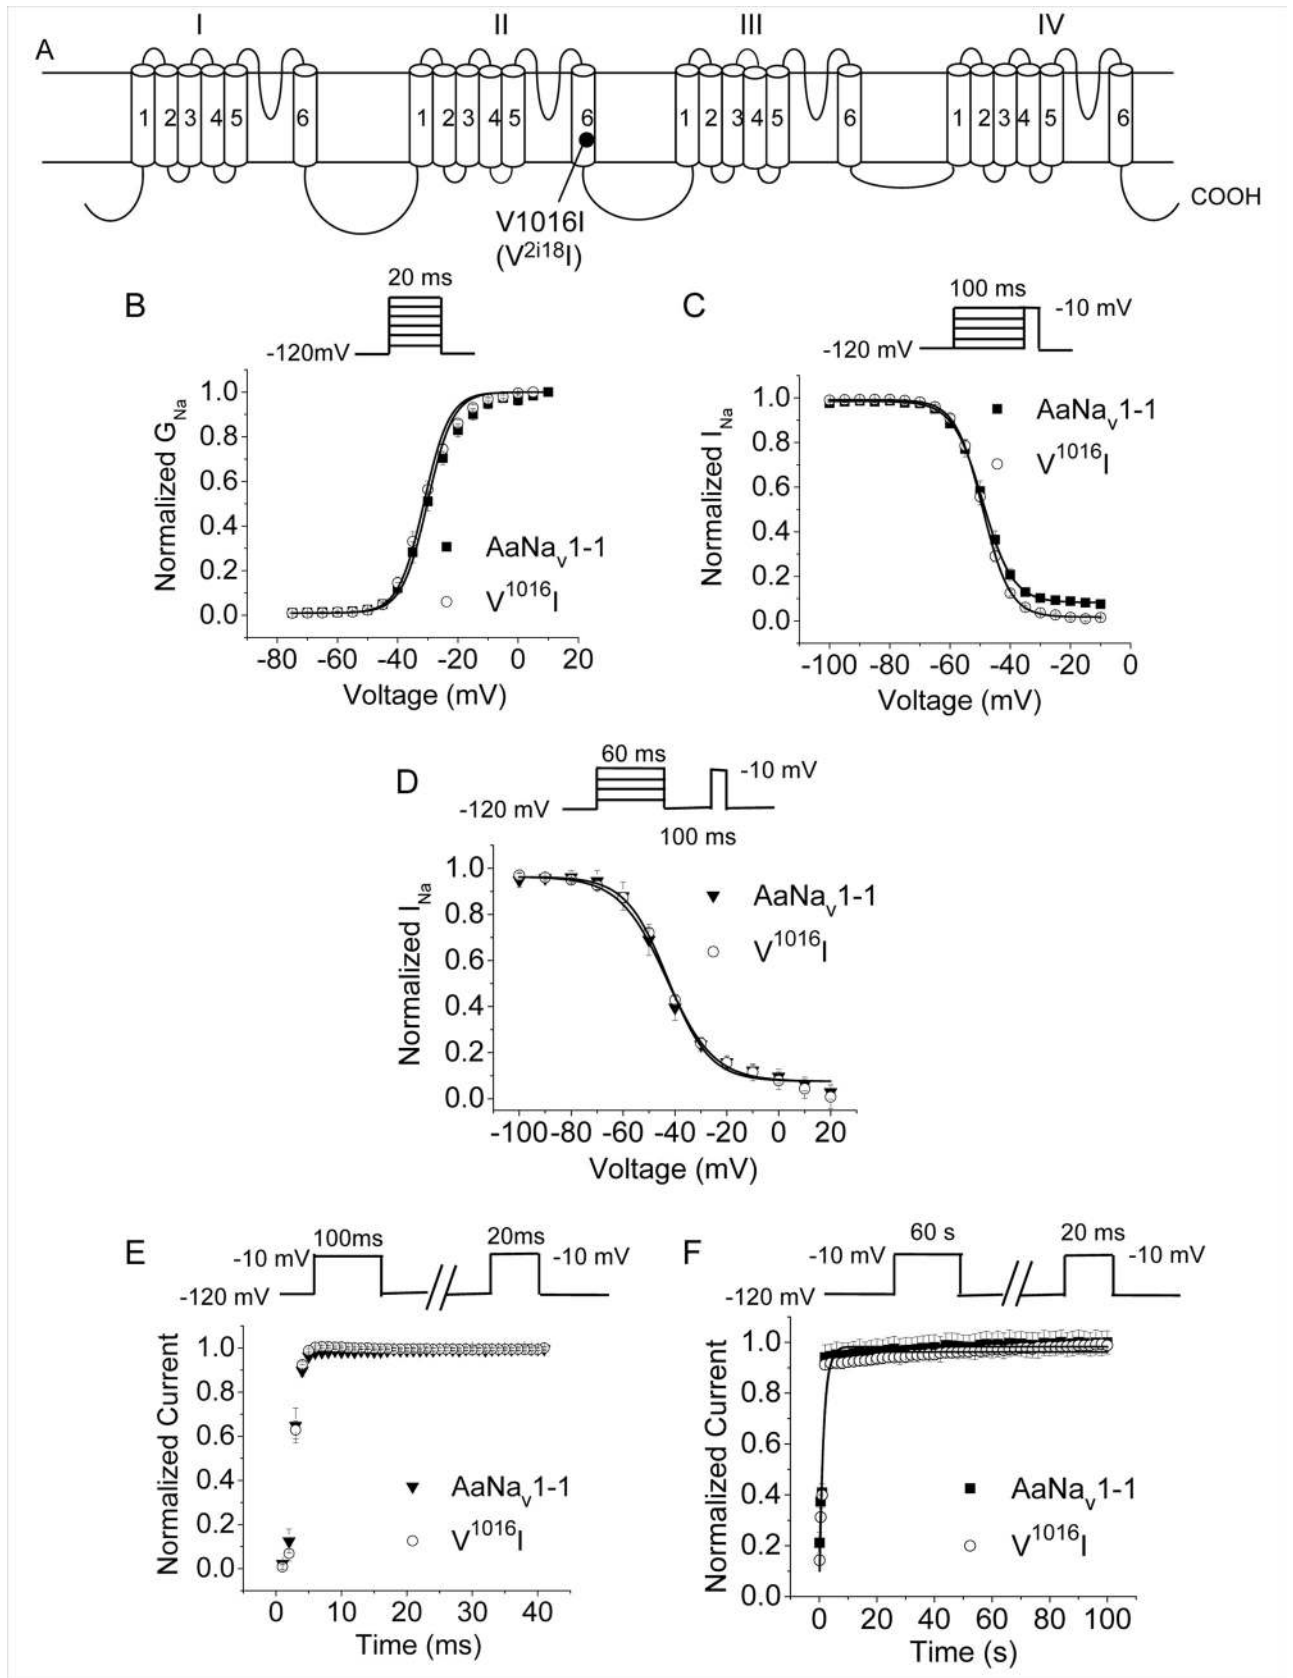 I II III IV
A
1 2 3 4 5 6 1 2 3 4 5 6 1 2 3 4 5 6 1 2 3 4 5 6
COOH
V1016I
(V2i18I)
B
20 ms
-120mV
1.0
0.8
0.6
0.4
0.2
0.0
Normalized GNa
AaNav1-1
V1016I
-80 -60 -40 -20 0 20
Voltage (mV)
C
100 ms
-10 mV
-120 mV
1.0
0.8
0.6
0.4
0.2
0.0
Normalized INa
AaNav1-1
V1016I
-100 -80 -60 -40 -20 0
Voltage (mV)
D
60 ms
-10 mV
-120 mV
100 ms
1.0
0.8
0.6
0.4
0.2
0.0
Normalized INa
AaNav1-1
V1016I
-100 -80 -60 -40 -20 0 20
Voltage (mV)
E
100ms 20ms
-10 mV -10 mV
-120 mV
1.0
0.8
0.6
0.4
0.2
0.0
Normalized Current
AaNav1-1
V1016I
0 10 20 30 40
Time (ms)
F
60 s 20 ms
-10 mV -10 mV
-120 mV
1.0
0.8
0.6
0.4
0.2
0.0
Normalized Current
AaNav1-1
V1016I
0 20 40 60 80 100
Time (s)